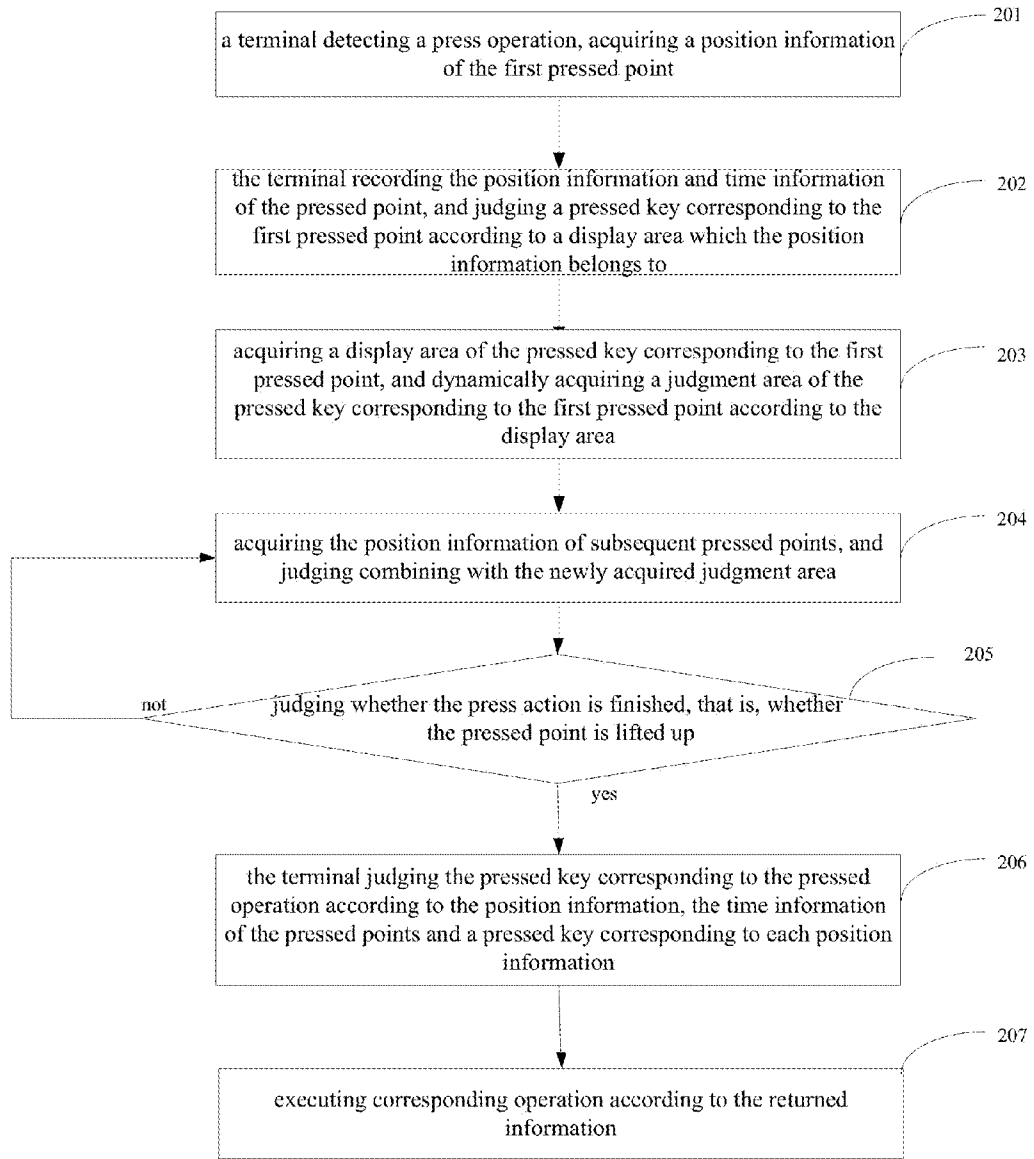 201
a terminal detecting a press operation, acquiring a position information
of the first pressed point
202
the terminal recording the position information and time information
of the pressed point, and judging a pressed key corresponding to the
first pressed point according to a display area which the position
information belongs to
203
acquiring a display area of the pressed key corresponding to the first
pressed point, and dynamically acquiring a judgment area of the
pressed key corresponding to the first pressed point according to the
display area
204
acquiring the position information of subsequent pressed points, and
judging combining with the newly acquired judgment area
205
not
judging whether the press action is finished, that is, whether
the pressed point is lifted up
yes
206
the terminal judging the pressed key corresponding to the pressed
operation according to the position information, the time information
of the pressed points and a pressed key corresponding to each position
information
207
executing corresponding operation according to the returned
information